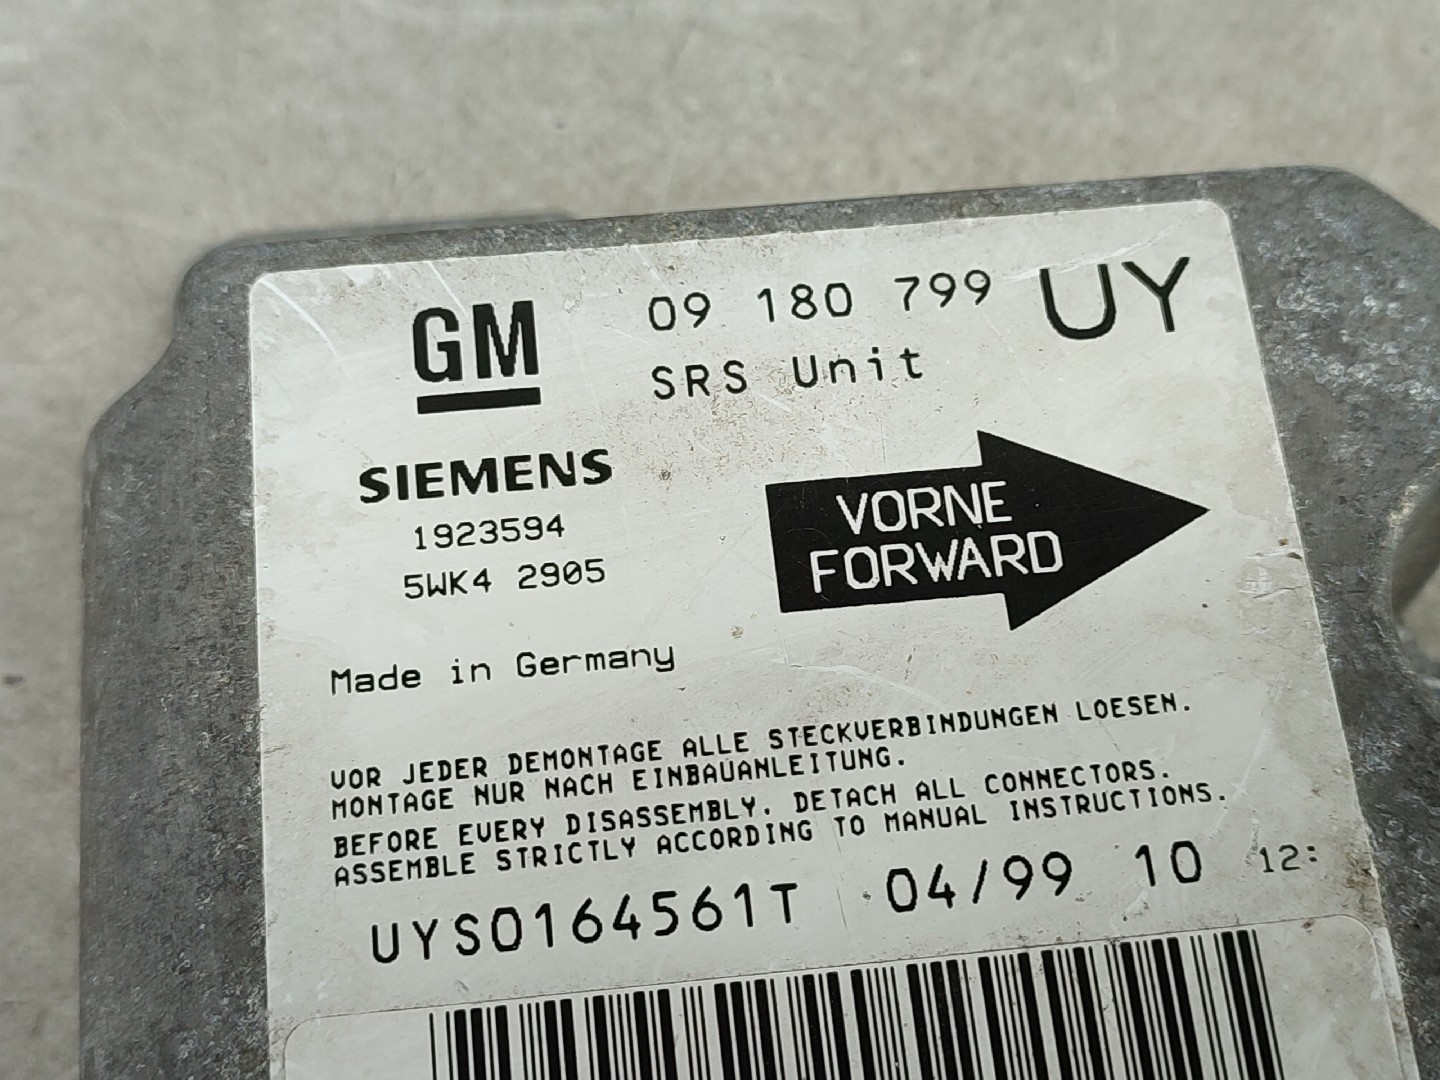 GM 09 180 799 UY
SRS Unit
SIEMENS
1923594
5WK4 2905
VORNE
FORWARD
Made in Germany
VOR JEDER DEMONTAGE ALLE STECKVERBINDUNGEN LOESEN.
MONTAGE NUR NACH EINBAUANLEITUNG.
BEFORE EVERY DISASSEMBLY. DETACH ALL CONNECTORS.
ASSEMBLE STRICTLY ACCORDING TO MANUAL INSTRUCTIONS.
UYS0164561T 04/99 10 12: